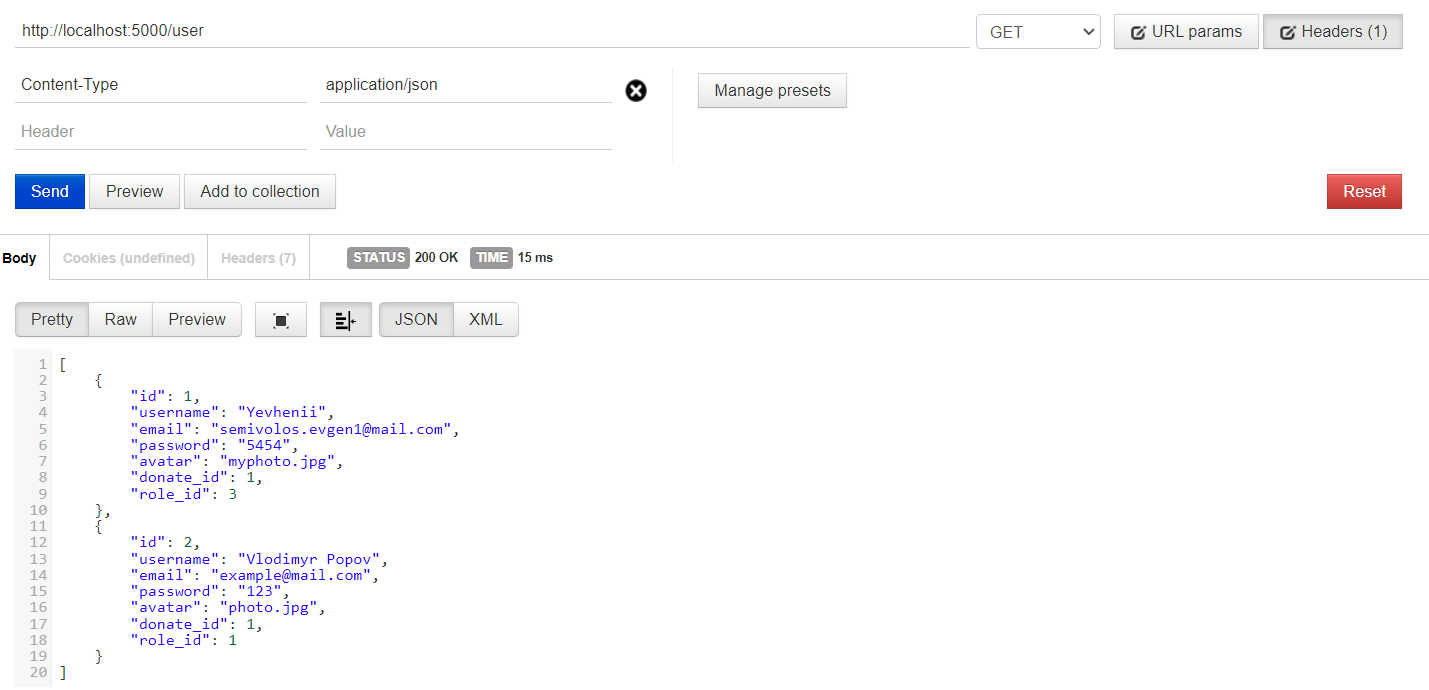 http://localhost:5000/user GET URL params Headers (1)
Content-Type application/json Manage presets
Header Value
Send Preview Add to collection Reset
Body Cookies (undefined) Headers (7) STATUS 200 OK TIME 15 ms
Pretty Raw Preview JSON XML
1 [
2 {
3 "id": 1,
4 "username": "Yevhenii",
5 "email": "semivolos.evgen1@mail.com",
6 "password": "5454",
7 "avatar": "myphoto.jpg",
8 "donate_id": 1,
9 "role_id": 3
10 },
11 {
12 "id": 2,
13 "username": "Vlodimyr Popov",
14 "email": "example@mail.com",
15 "password": "123",
16 "avatar": "photo.jpg",
17 "donate_id": 1,
18 "role_id": 1
19 }
20 ]